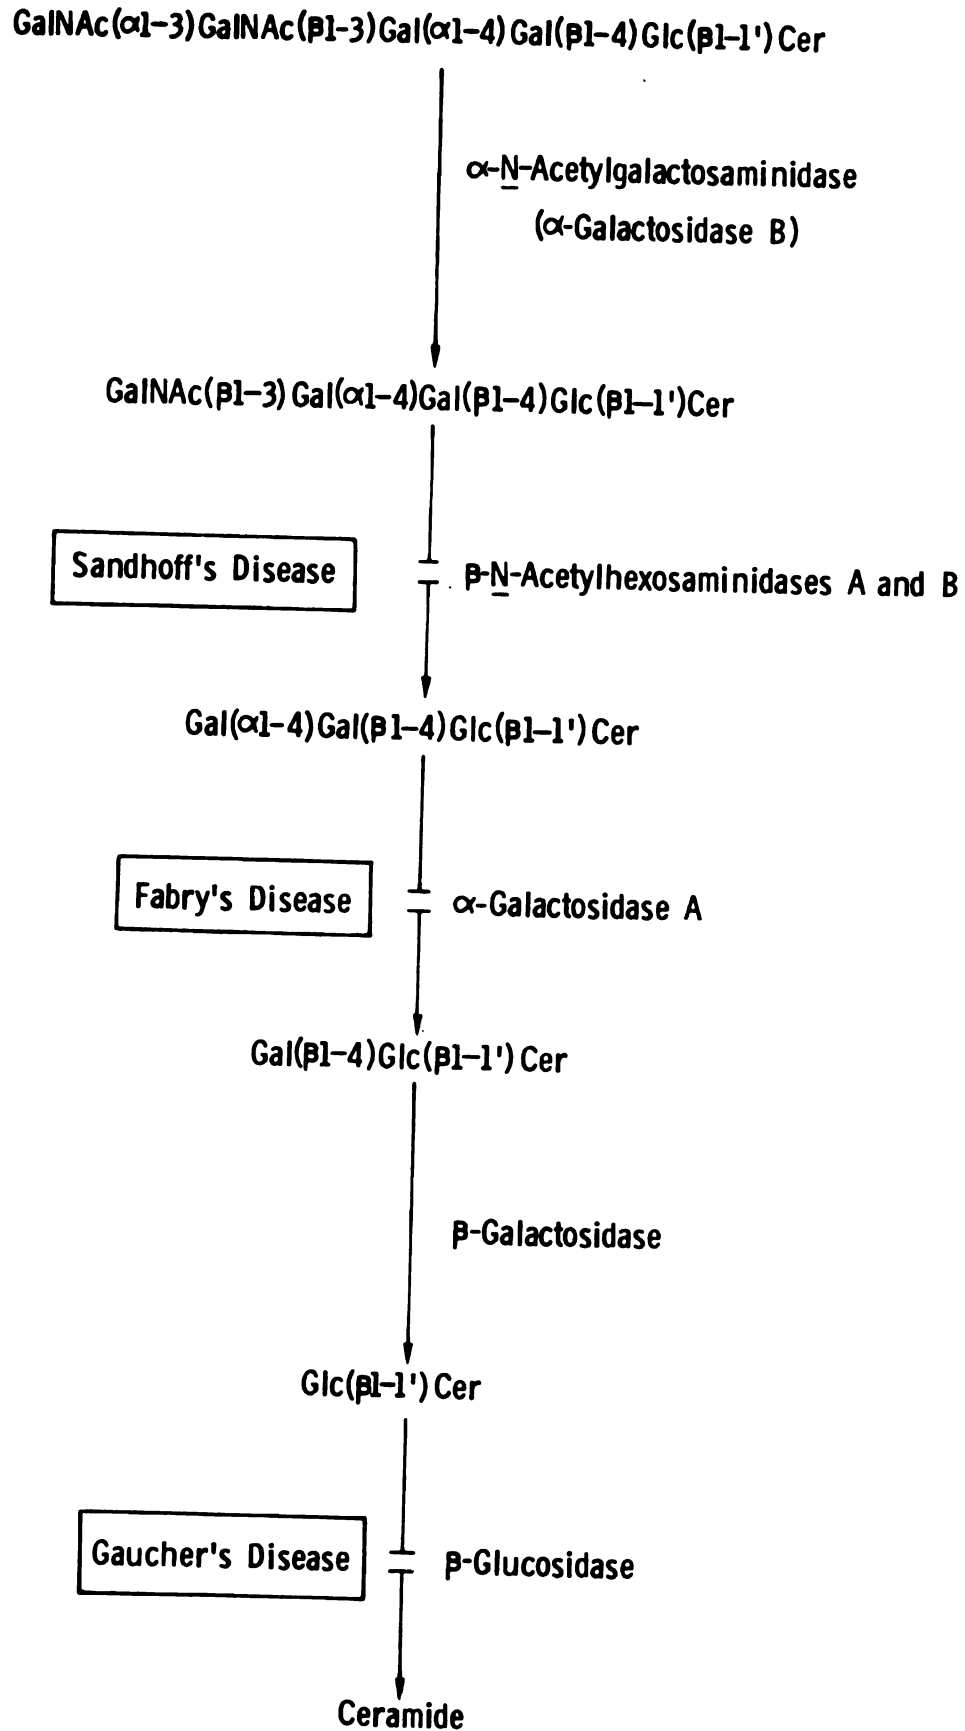 GalNAc(α1–3)GalNAc(β1–3)Gal(α1–4)Gal(β1–4)Glc(β1–1')Cer
α-N-Acetylgalactosaminidase
(α-Galactosidase B)
GalNAc(β1–3)Gal(α1–4)Gal(β1–4)Glc(β1–1')Cer
Sandhoff's Disease
β-N-Acetylhexosaminidases A and B
Gal(α1–4)Gal(β1–4)Glc(β1–1')Cer
Fabry's Disease
α-Galactosidase A
Gal(β1–4)Glc(β1–1')Cer
β-Galactosidase
Glc(β1–1')Cer
Gaucher's Disease
β-Glucosidase
Ceramide